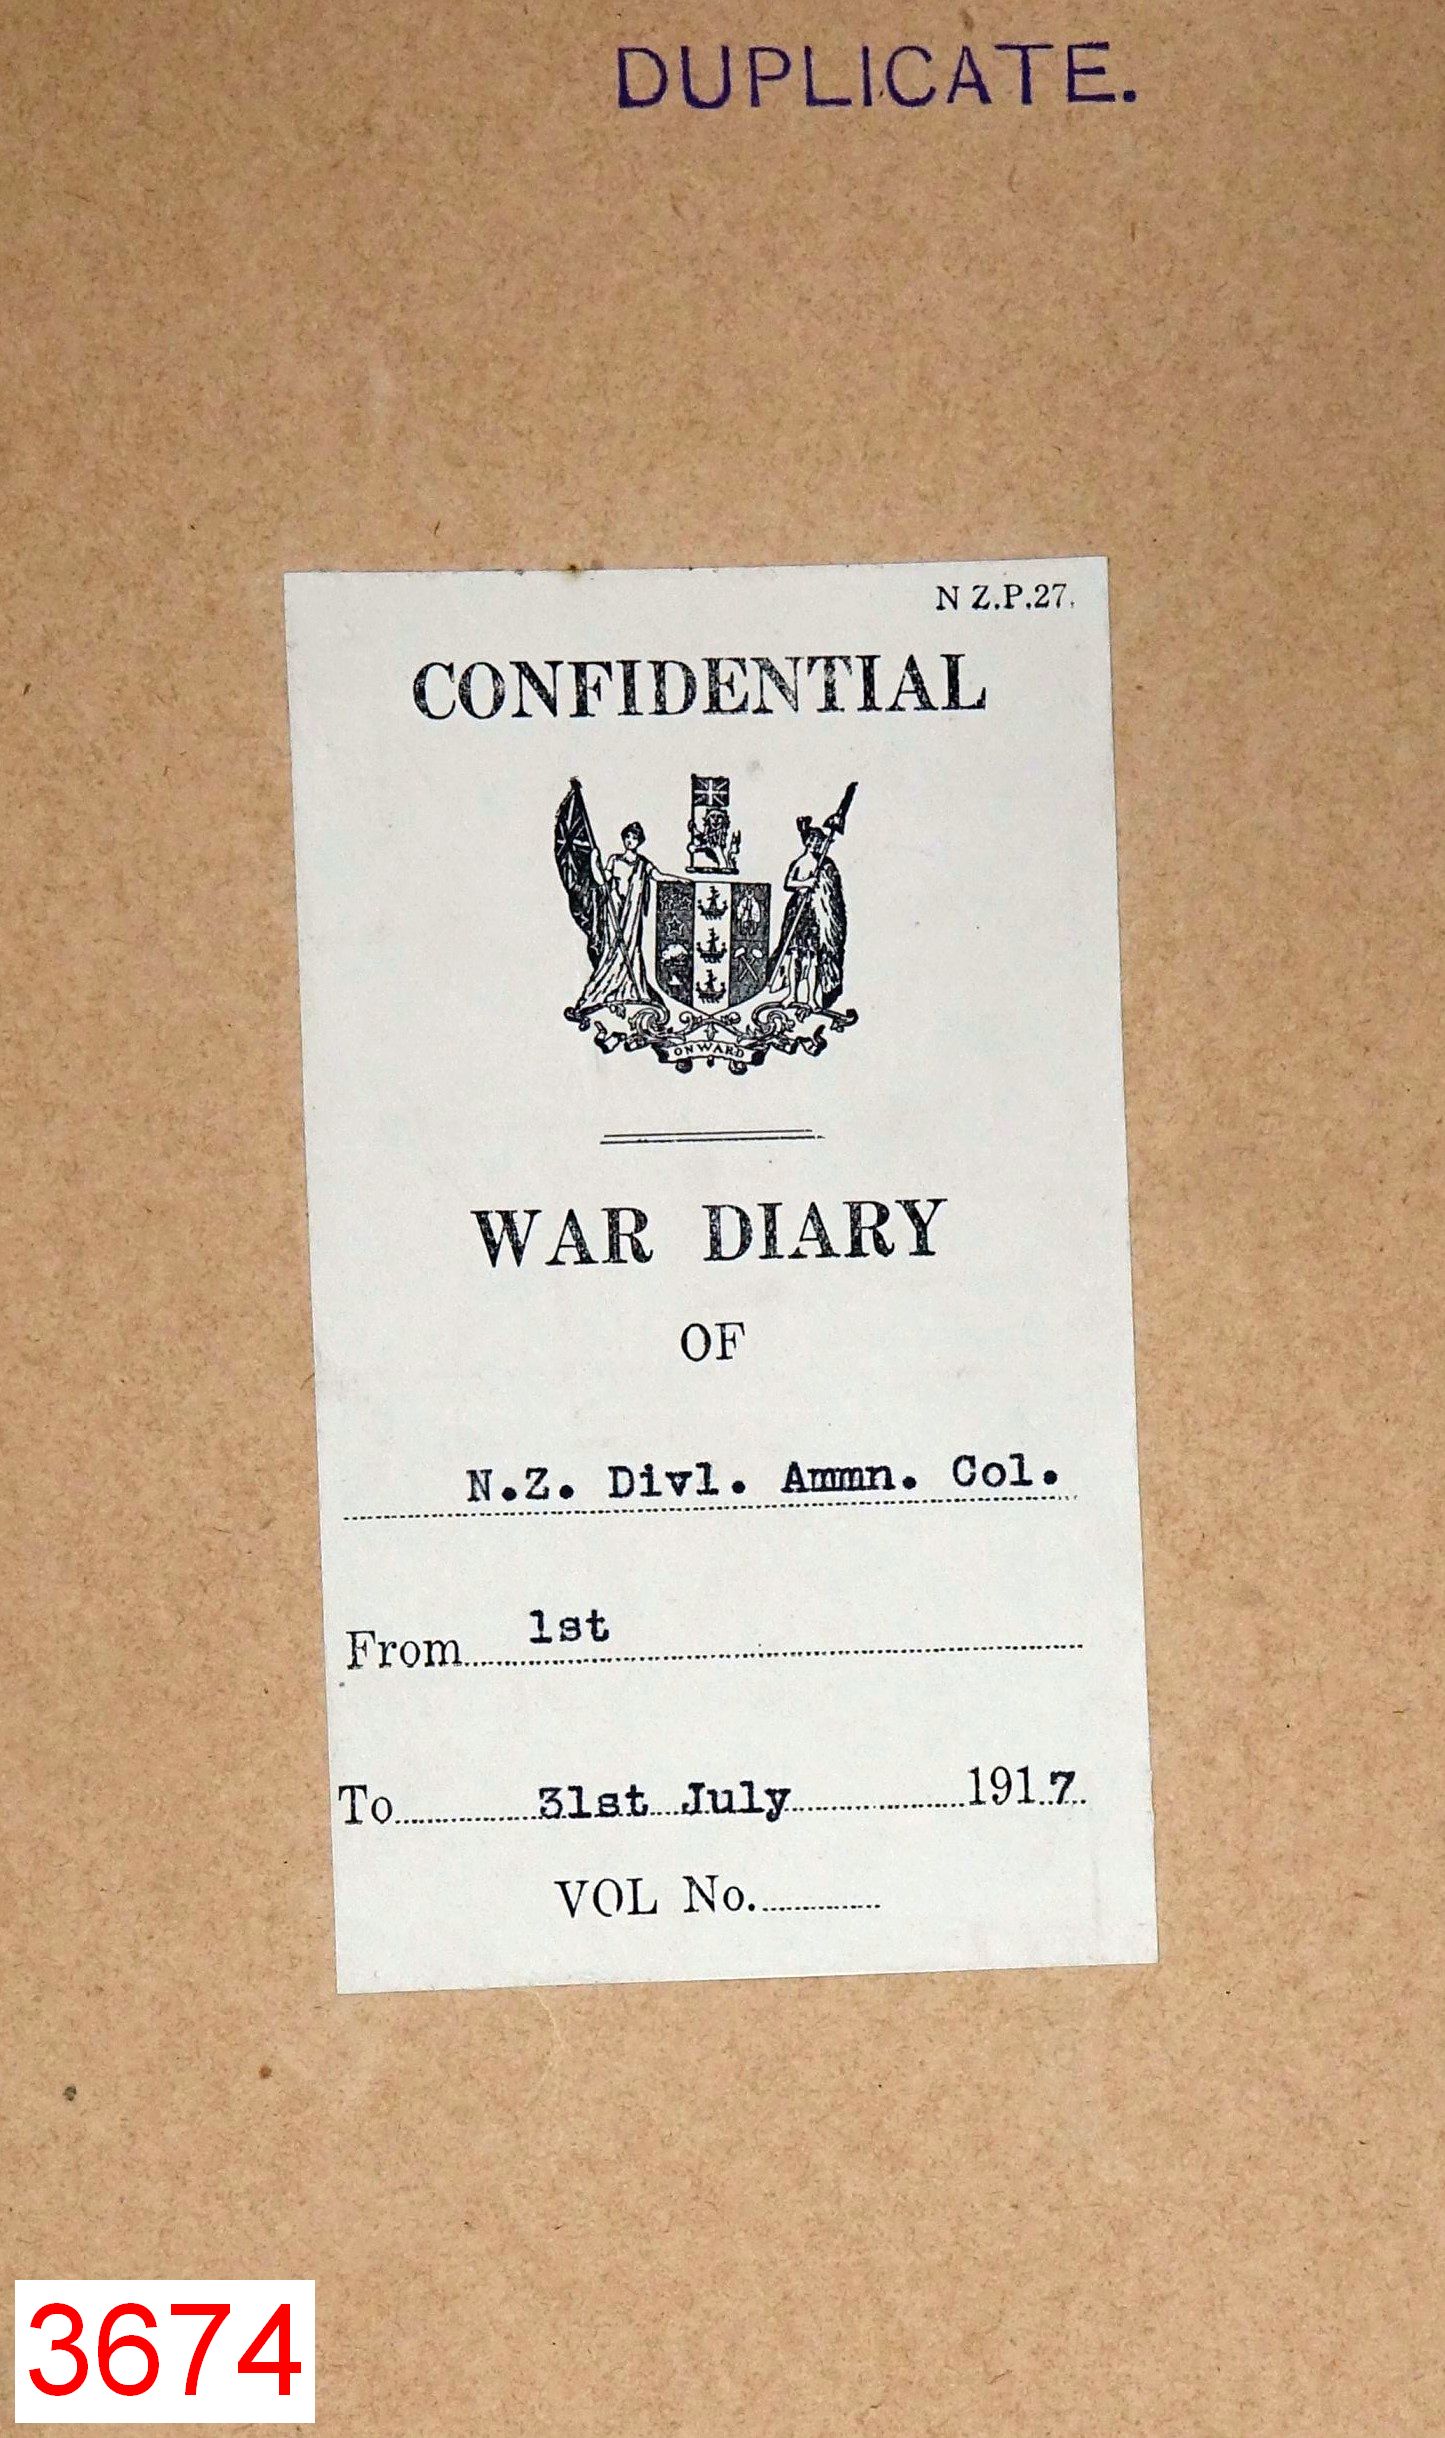 DUPLICATE.
N Z.P.27.
CONFIDENTIAL
ONWARD
WAR DIARY
OF
N.Z. Divl. Ammn. Col.
From 1st
To 31st July 1917
VOL No.
3674